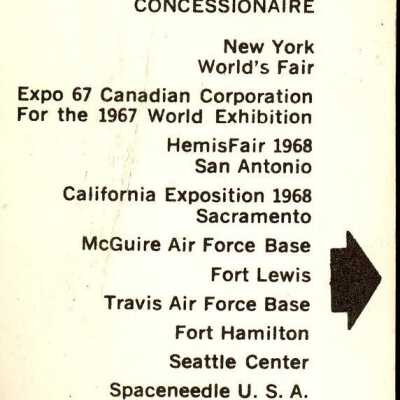 CONCESSIONAIRE
New York
World's Fair
Expo 67 Canadian Corporation
For the 1967 World Exhibition
HemisFair 1968
San Antonio
California Exposition 1968
Sacramento
McGuire Air Force Base
Fort Lewis
Travis Air Force Base
Fort Hamilton
Seattle Center
Spaceneedle U. S. A.